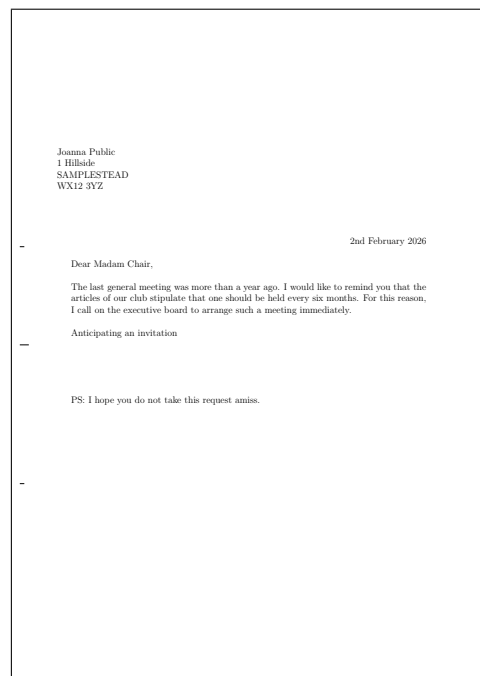 Joanna Public
1 Hillside
SAMPLESTEAD
WX12 3YZ
2nd February 2026
Dear Madam Chair,
The last general meeting was more than a year ago. I would like to remind you that the
articles of our club stipulate that one should be held every six months. For this reason,
I call on the executive board to arrange such a meeting immediately.
Anticipating an invitation
PS: I hope you do not take this request amiss.